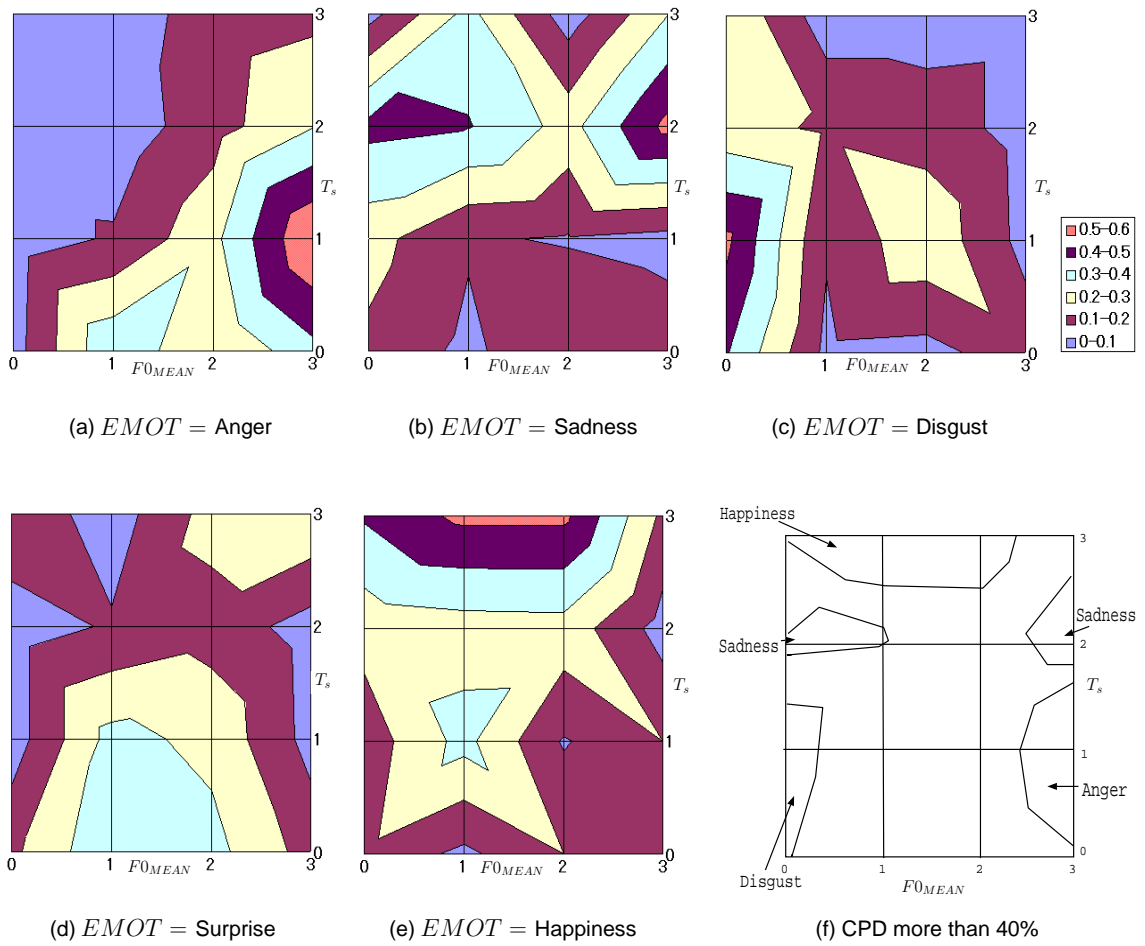 3
3
3
2
2
2
T_s
T_s
T_s
1
1
1
0
0
0
0 1 2 3
0 1 2 3
0 1 2 3
F0_MEAN
F0_MEAN
F0_MEAN
0.5-0.6
0.4-0.5
0.3-0.4
0.2-0.3
0.1-0.2
0-0.1
(a) EMOT = Anger
(b) EMOT = Sadness
(c) EMOT = Disgust
3
3
3
2
2
2
T_s
T_s
T_s
1
1
1
0
0
0
Happiness
Sadness
Sadness
Anger
Disgust
0 1 2 3
0 1 2 3
0 1 2 3
F0_MEAN
F0_MEAN
F0_MEAN
(d) EMOT = Surprise
(e) EMOT = Happiness
(f) CPD more than 40%